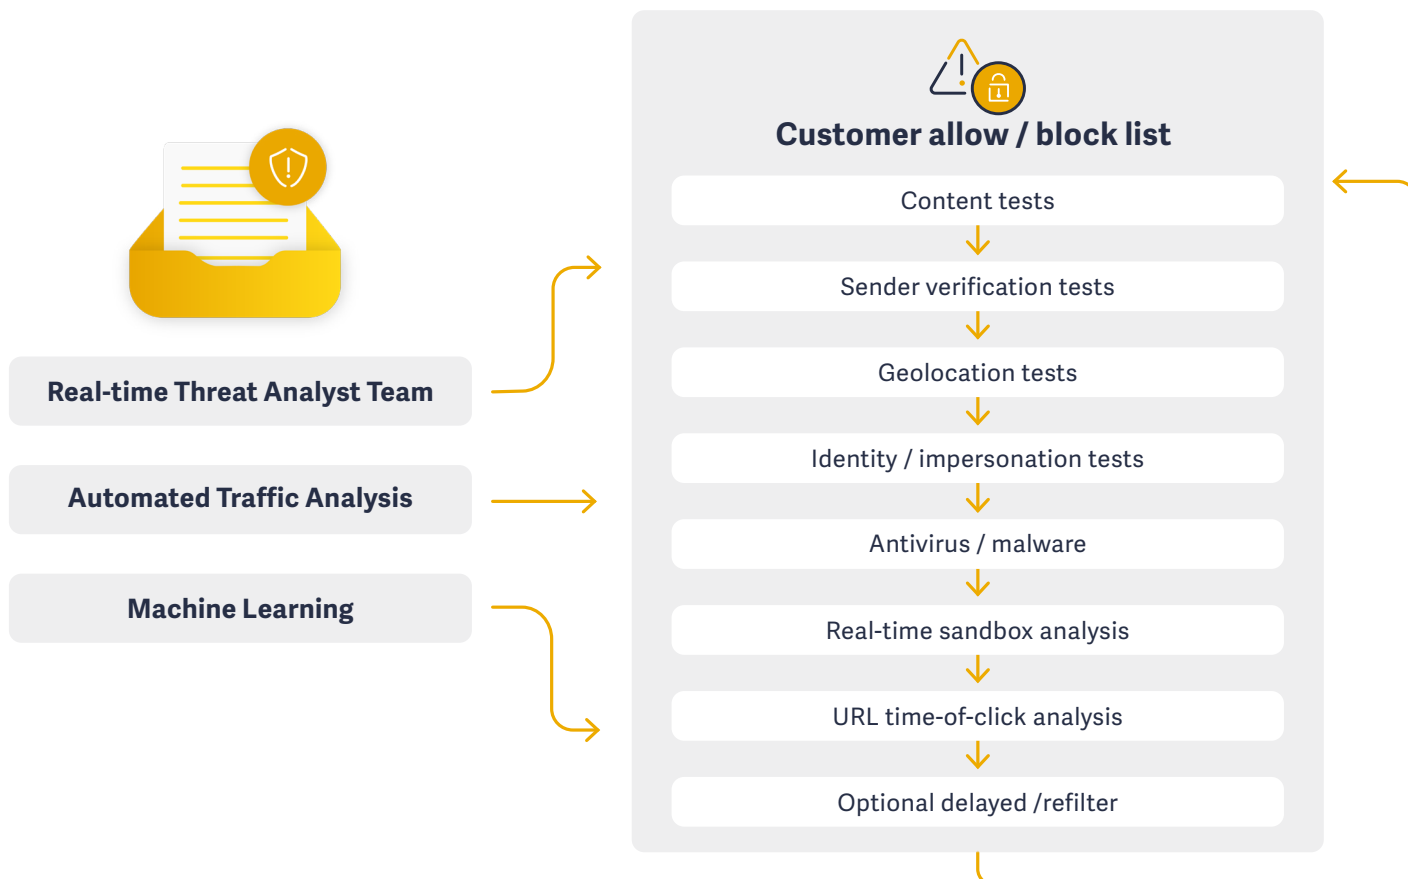 Real-time Threat Analyst Team
Automated Traffic Analysis
Machine Learning
Customer allow / block list
Content tests
Sender verification tests
Geolocation tests
Identity / impersonation tests
Antivirus / malware
Real-time sandbox analysis
URL time-of-click analysis
Optional delayed /refilter